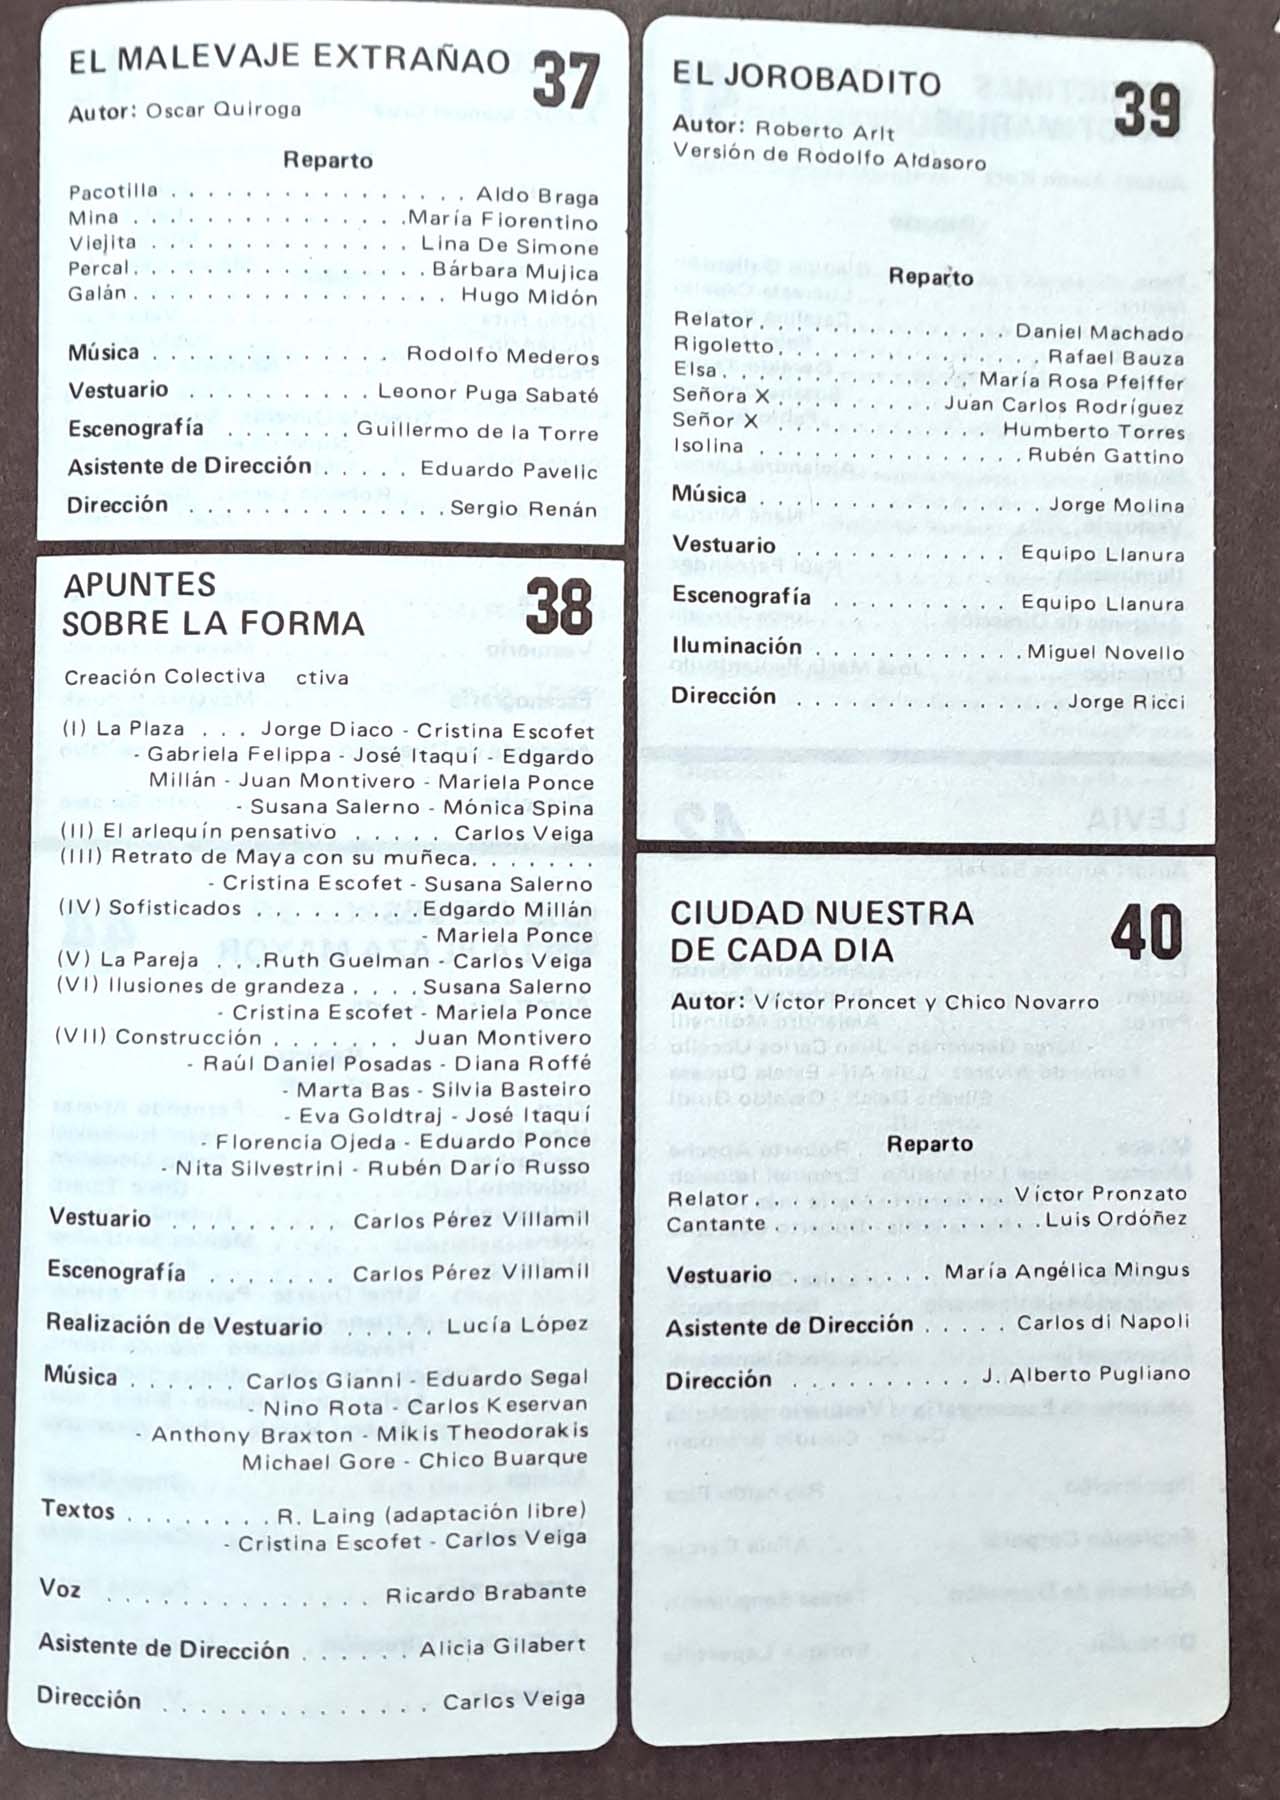 EL MALEVAJE EXTRAÑAO 37
Autor: Oscar Quiroga
Reparto
Pacotilla . . . . . . . . . . . . . . . . Aldo Braga
Mina . . . . . . . . . . . . . . . María Fiorentino
Viejita . . . . . . . . . . . . . . Lina De Simone
Percal . . . . . . . . . . . . . . . . Bárbara Mujica
Galán . . . . . . . . . . . . . . . . . Hugo Midón
Música . . . . . . . . . . . . . Rodolfo Mederos
Vestuario . . . . . . . . . . Leonor Puga Sabaté
Escenografía . . . . . . . Guillermo de la Torre
Asistente de Dirección . . . . . Eduardo Pavelic
Dirección . . . . . . . . . . . . . . Sergio Renán
APUNTES
SOBRE LA FORMA 38
Creación Colectiva ctiva
(I) La Plaza . . . Jorge Diaco - Cristina Escofet
- Gabriela Felippa - José Itaquí - Edgardo
Millán - Juan Montivero - Mariela Ponce
- Susana Salerno - Mónica Spina
(II) El arlequín pensativo . . . . . Carlos Veiga
(III) Retrato de Maya con su muñeca. . . . . . .
- Cristina Escofet - Susana Salerno
(IV) Sofisticados . . . . . . . . . Edgardo Millán
- Mariela Ponce
(V) La Pareja . . .Ruth Guelman - Carlos Veiga
(VI) Ilusiones de grandeza . . . . Susana Salerno
- Cristina Escofet - Mariela Ponce
(VII) Construcción . . . . . . . Juan Montivero
- Raúl Daniel Posadas - Diana Roffé
- Marta Bas - Silvia Basteiro
- Eva Goldtraj - José Itaquí
- Florencia Ojeda - Eduardo Ponce
- Nita Silvestrini - Rubén Darío Russo
Vestuario . . . . . . . . . Carlos Pérez Villamil
Escenografía . . . . . . . Carlos Pérez Villamil
Realización de Vestuario . . . . . Lucía López
Música . . . . . . Carlos Gianni - Eduardo Segal
- Nino Rota - Carlos Keservan
- Anthony Braxton - Mikis Theodorakis
Michael Gore - Chico Buarque
Textos . . . . . . . . R. Laing (adaptación libre)
- Cristina Escofet - Carlos Veiga
Voz . . . . . . . . . . . . . . Ricardo Brabante
Asistente de Dirección . . . . . . Alicia Gilabert
Dirección . . . . . . . . . . . . . . Carlos Veiga
EL JOROBADITO 39
Autor: Roberto Arlt
Versión de Rodolfo Aldasoro
Reparto
Relator . . . . . . . . . . . . . . Daniel Machado
Rigoletto. . . . . . . . . . . . . . . Rafael Bauza
Elsa . . . . . . . . . . . . . . María Rosa Pfeiffer
Señora X . . . . . . . . . Juan Carlos Rodríguez
Señor X . . . . . . . . . . . . . Humberto Torres
Isolina . . . . . . . . . . . . . . . Rubén Gattino
Música . . . . . . . . . . . . . . . Jorge Molina
Vestuario . . . . . . . . . . . . Equipo Llanura
Escenografía . . . . . . . . . . Equipo Llanura
Iluminación . . . . . . . . . . . . Miguel Novello
Dirección . . . . . . . . . . . . . . . Jorge Ricci
CIUDAD NUESTRA
DE CADA DIA 40
Autor: Víctor Proncet y Chico Novarro
Reparto
Relator . . . . . . . . . . . . . . Víctor Pronzato
Cantante . . . . . . . . . . . . . . Luis Ordóñez
Vestuario . . . . . . . María Angélica Mingus
Asistente de Dirección . . . . . Carlos di Napoli
Dirección . . . . . . . . . . J. Alberto Pugliano